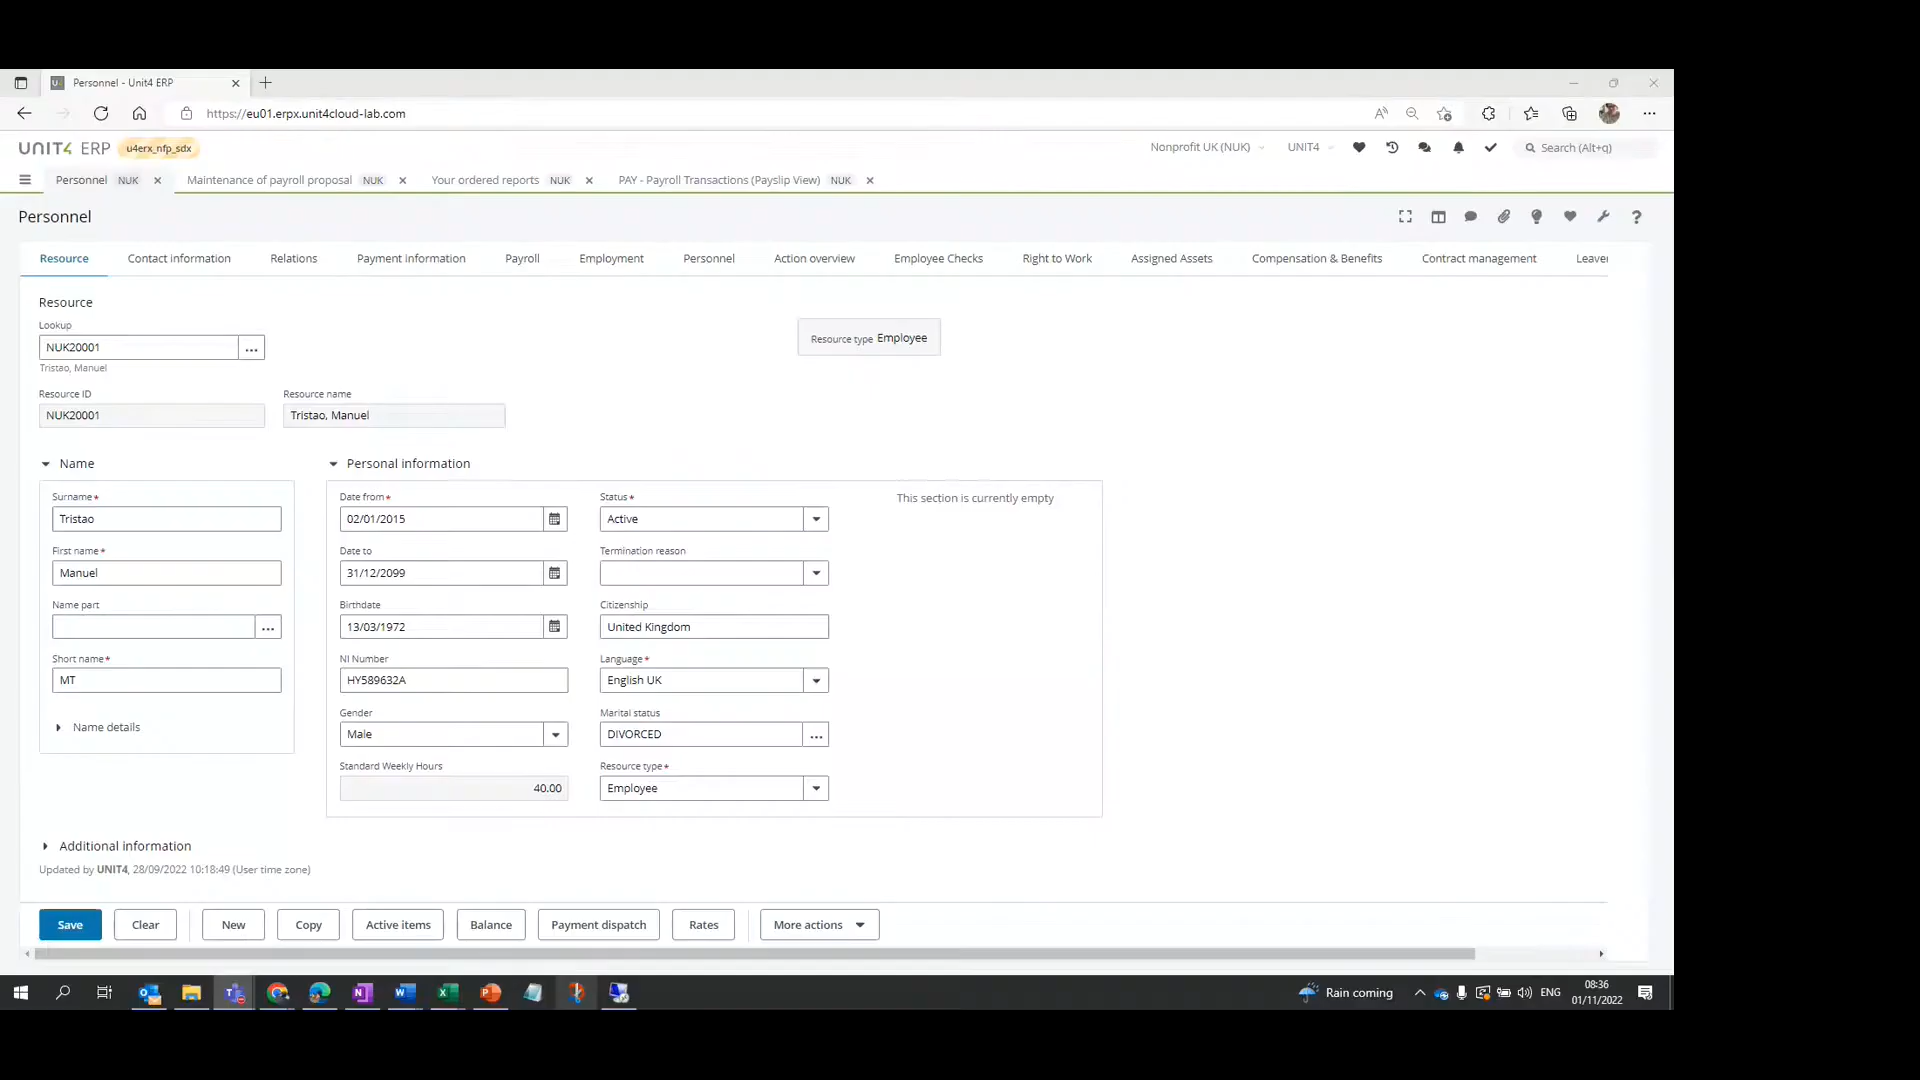 Personnel - Unit4 ERP
https://eu01.erpx.unit4cloud-lab.com
UNIT4 ERP u4erx_nfp_sdx Nonprofit UK (NUK) UNIT4 Search (Alt+q)
Personnel NUK Maintenance of payroll proposal NUK Your ordered reports NUK PAY - Payroll Transactions (Payslip View) NUK
Personnel ?
Resource Contact information Relations Payment information Payroll Employment Personnel Action overview Employee Checks Right to Work Assigned Assets Compensation & Benefits Contract management Leaver
Resource
Lookup
NUK20001 ...
Tristao, Manuel
Resource type Employee
Resource ID Resource name
NUK20001 Tristao, Manuel
Name Personal information
Surname* Date from* Status* This section is currently empty
Tristao 02/01/2015 Active
First name* Date to Termination reason
Manuel 31/12/2099
Name part Birthdate Citizenship
... 13/03/1972 United Kingdom
Short name* NI Number Language*
MT HY589632A English UK
Gender Marital status
Name details Male DIVORCED ...
Standard Weekly Hours Resource type*
40.00 Employee
Additional information
Updated by UNIT4, 28/09/2022 10:18:49 (User time zone)
Save Clear New Copy Active items Balance Payment dispatch Rates More actions
Rain coming ENG 08:36
01/11/2022